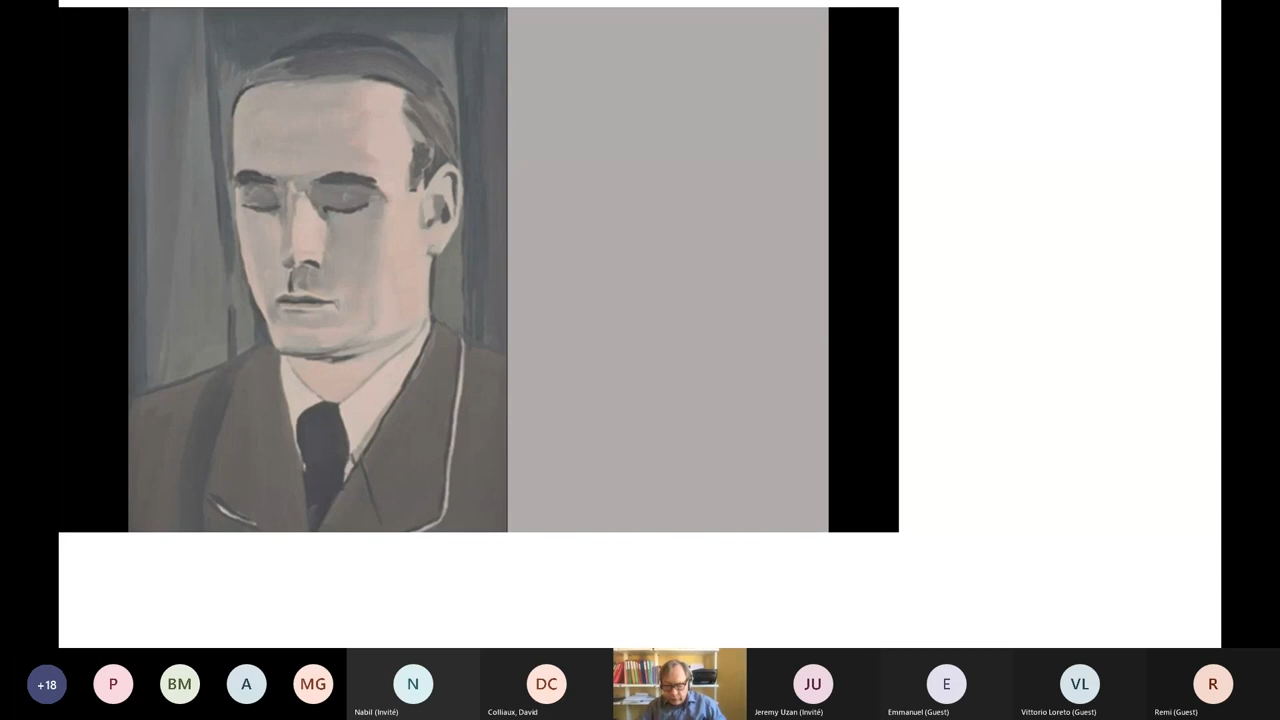 +18
P
BM
A
MG
N
Nabil (Invité)
DC
Colliaux, David
JU
Jeremy Uzan (Invité)
E
Emmanuel (Guest)
VL
Vittorio Loreto (Guest)
R
Remi (Guest)